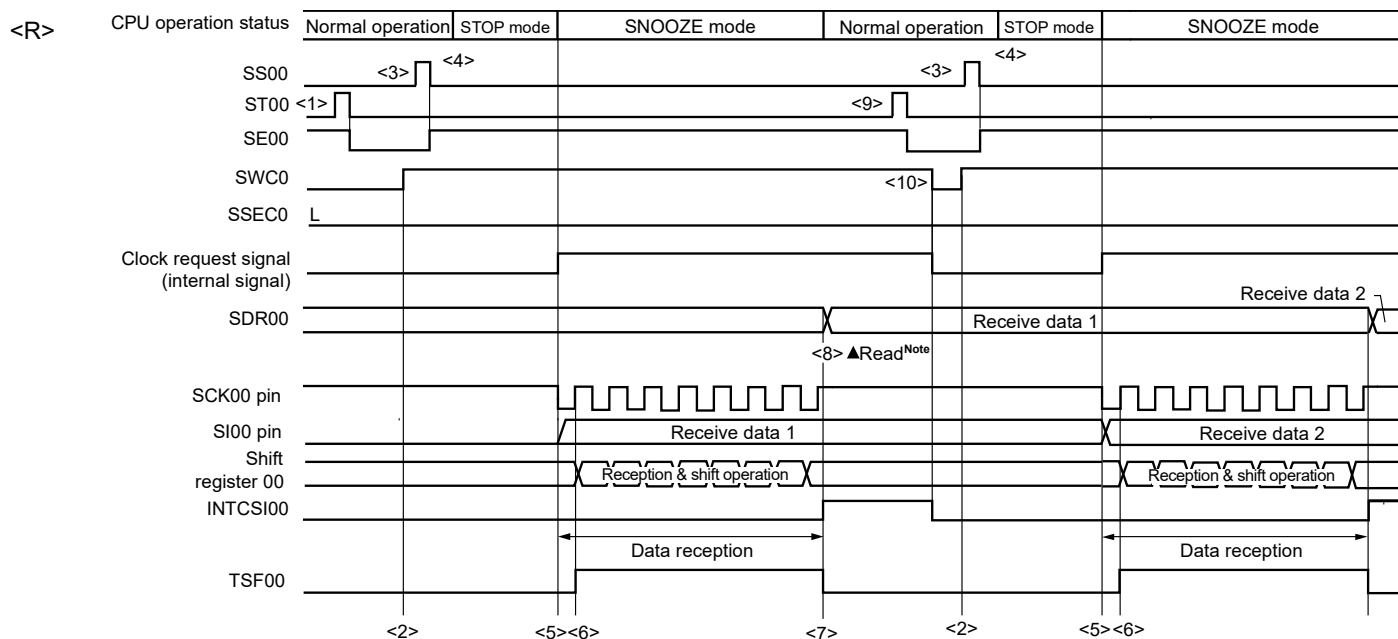 <R> CPU operation status Normal operation STOP mode SNOOZE mode Normal operation STOP mode SNOOZE mode
SS00 <3> <4> <3> <4>
ST00 <1> <9>
SE00
SWC0 <10>
SSEC0 L
Clock request signal
(internal signal)
Receive data 2
SDR00 Receive data 1
<8> ▲Read Note
SCK00 pin
SI00 pin Receive data 1 Receive data 2
Shift
register 00 Reception & shift operation Reception & shift operation
INTCSI00
Data reception Data reception
TSF00
<2> <5><6> <7> <2> <5><6>